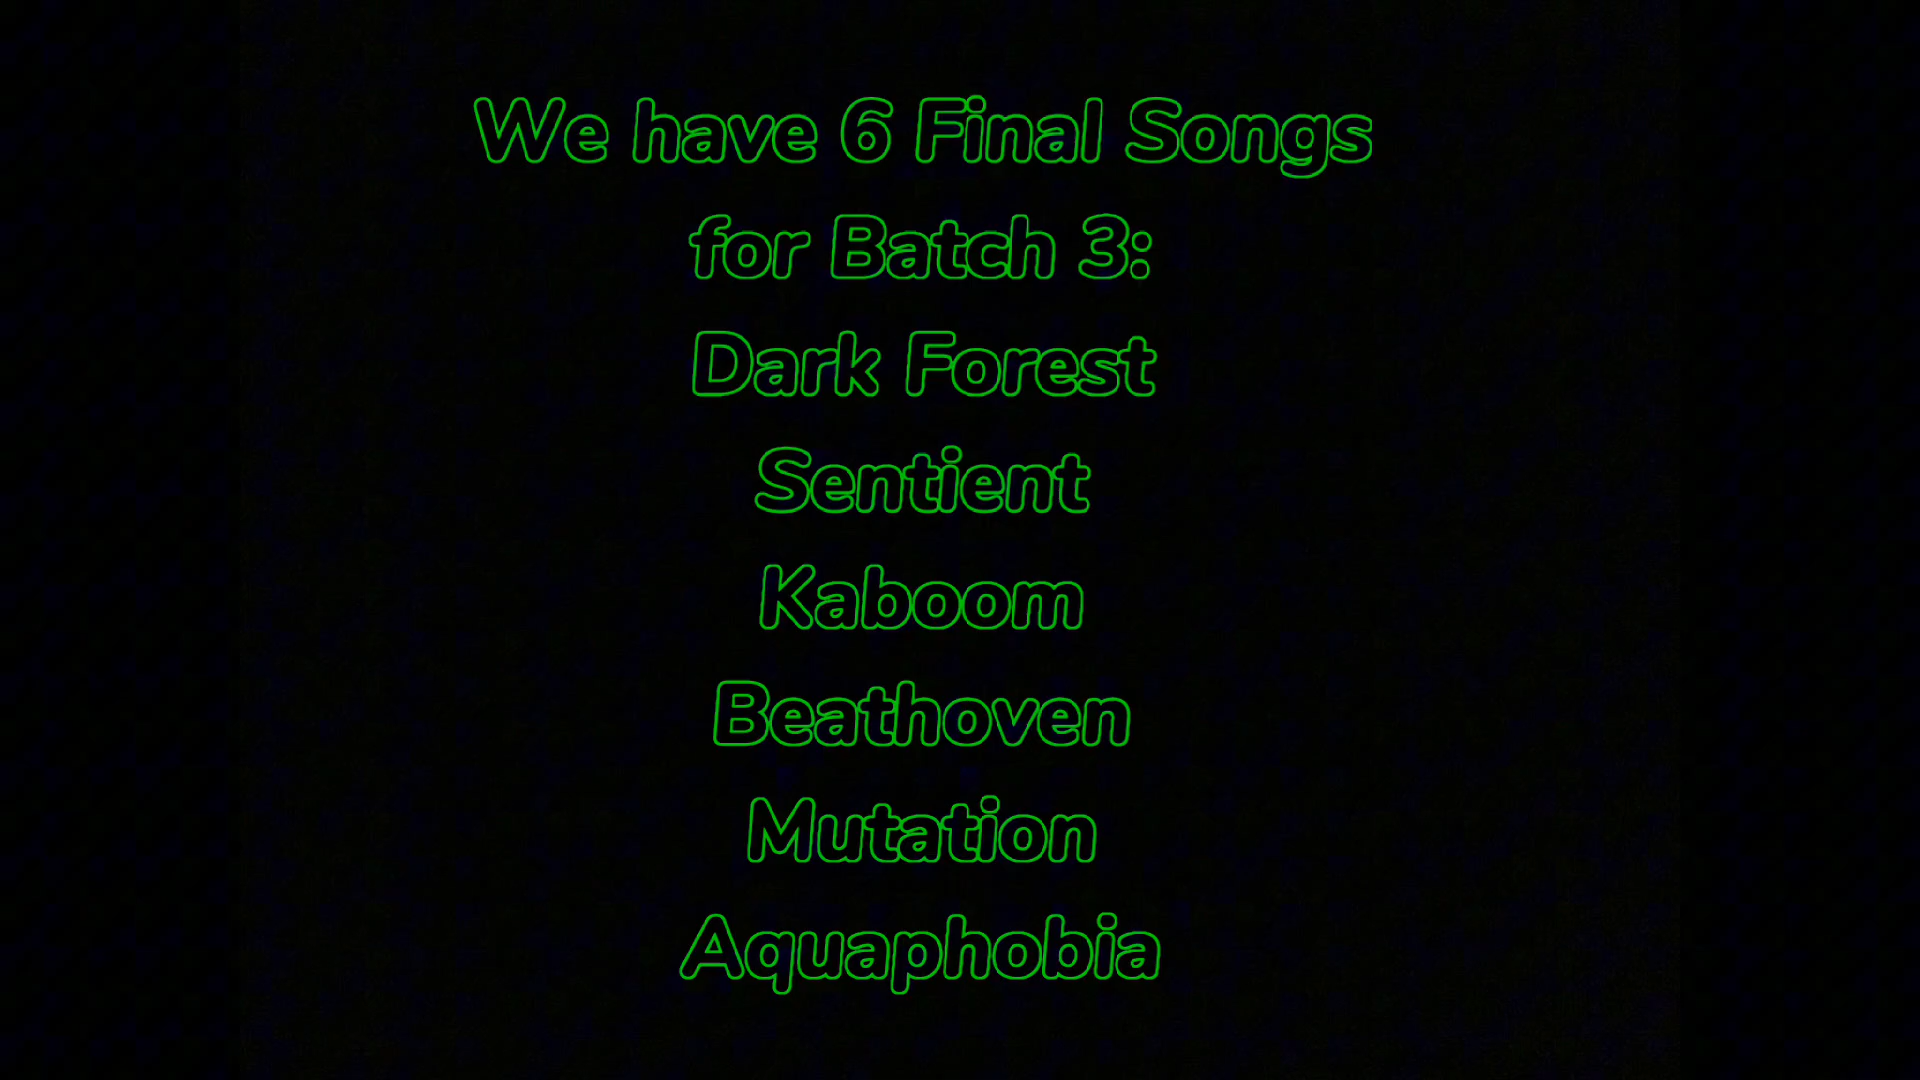 We have 6 Final Songs
for Batch 3:
Dark Forest
Sentient
Kaboom
Beathoven
Mutation
Aquaphobia